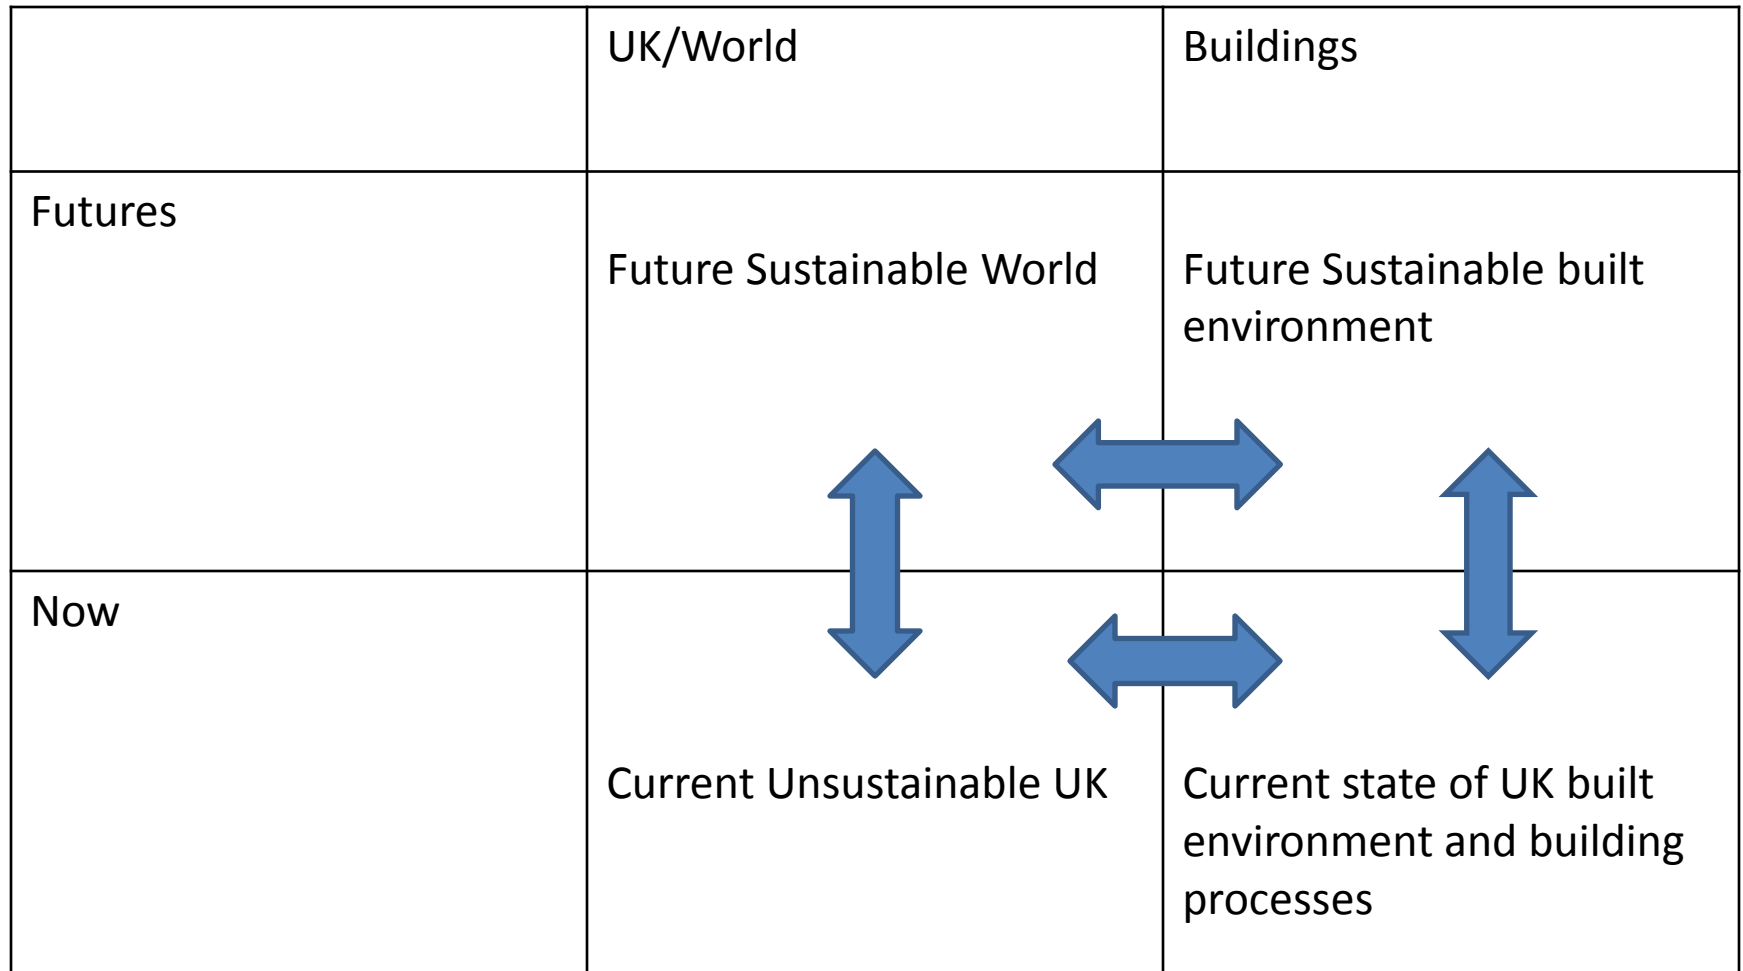 UK/World
Buildings
Futures
Future Sustainable World
Future Sustainable built
environment
Now
Current Unsustainable UK
Current state of UK built
environment and building
processes